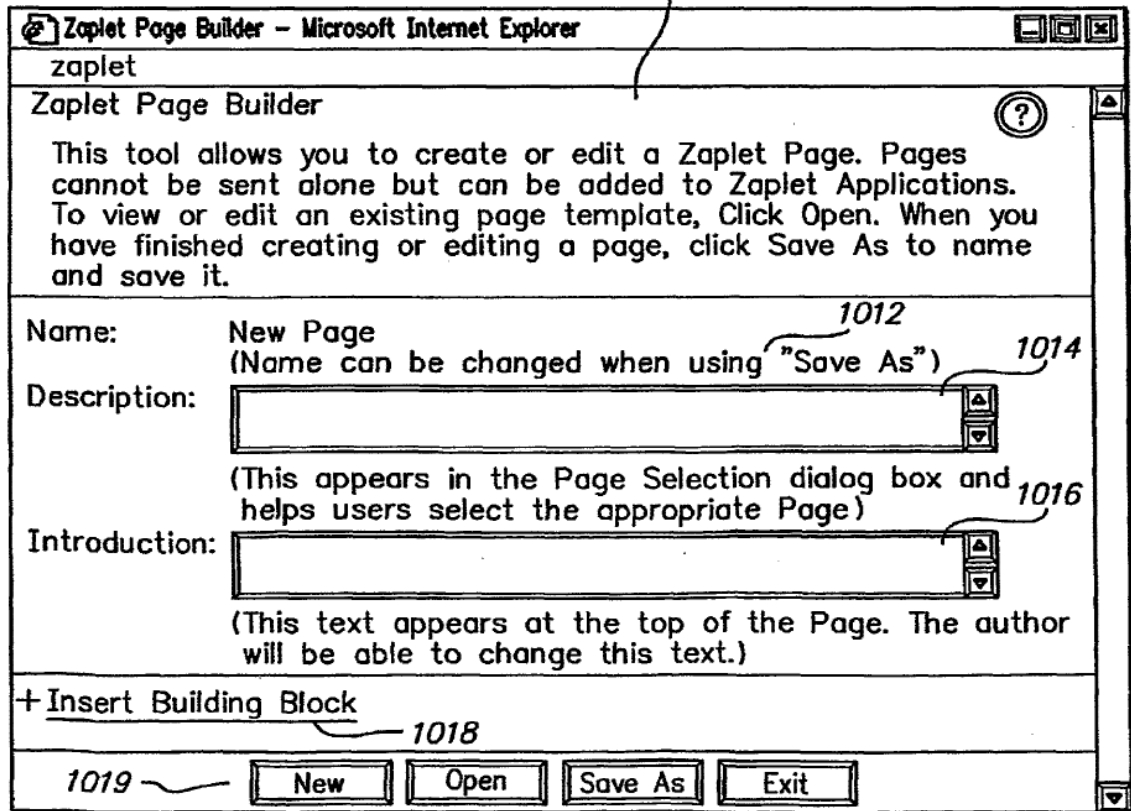 Zaplet Page Builder – Microsoft Internet Explorer
zaplet
Zaplet Page Builder
?
This tool allows you to create or edit a Zaplet Page. Pages
cannot be sent alone but can be added to Zaplet Applications.
To view or edit an existing page template, Click Open. When you
have finished creating or editing a page, click Save As to name
and save it.
1012
Name: New Page
(Name can be changed when using "Save As")
1014
Description:
(This appears in the Page Selection dialog box and
helps users select the appropriate Page)
1016
Introduction:
(This text appears at the top of the Page. The author
will be able to change this text.)
+Insert Building Block
1018
1019 New Open Save As Exit